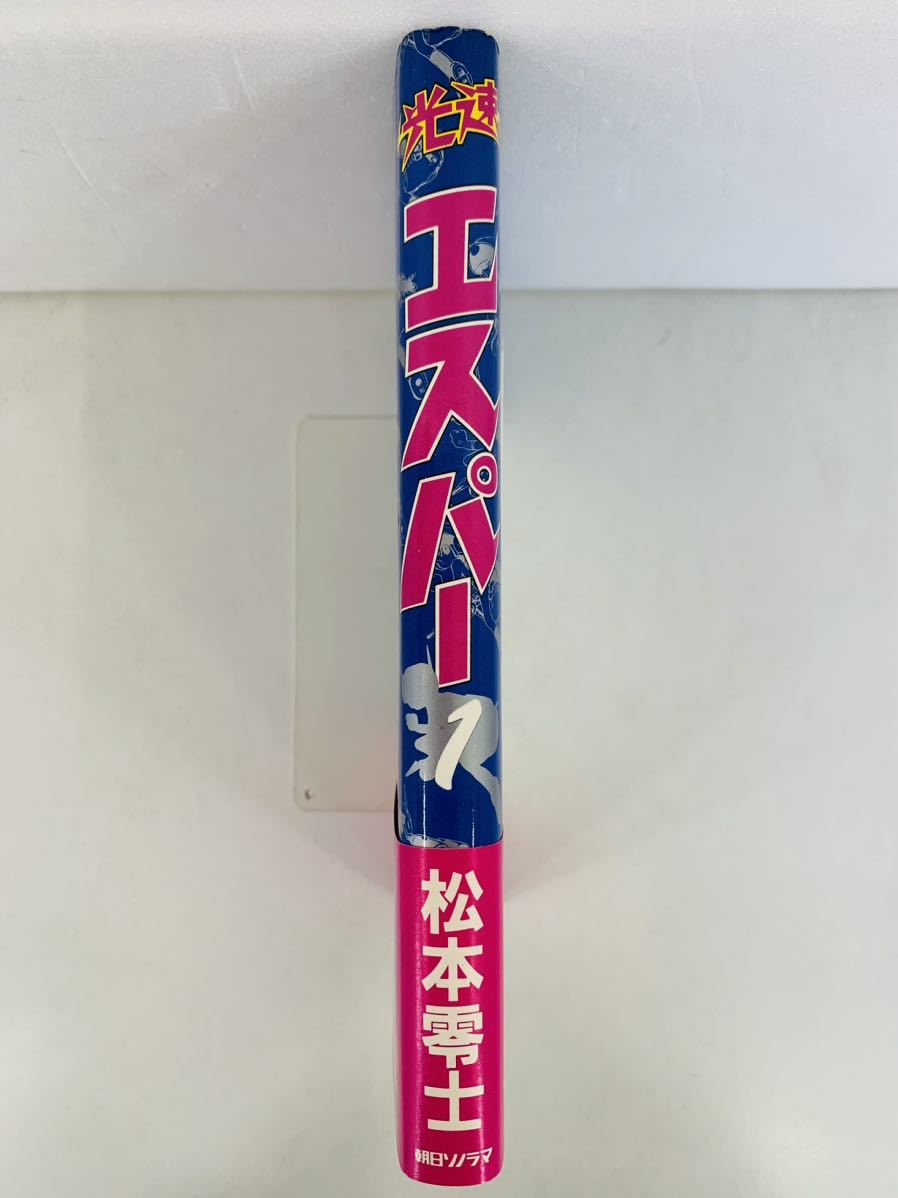 光速
エスパー
1
松本零士
朝日ソノラマ